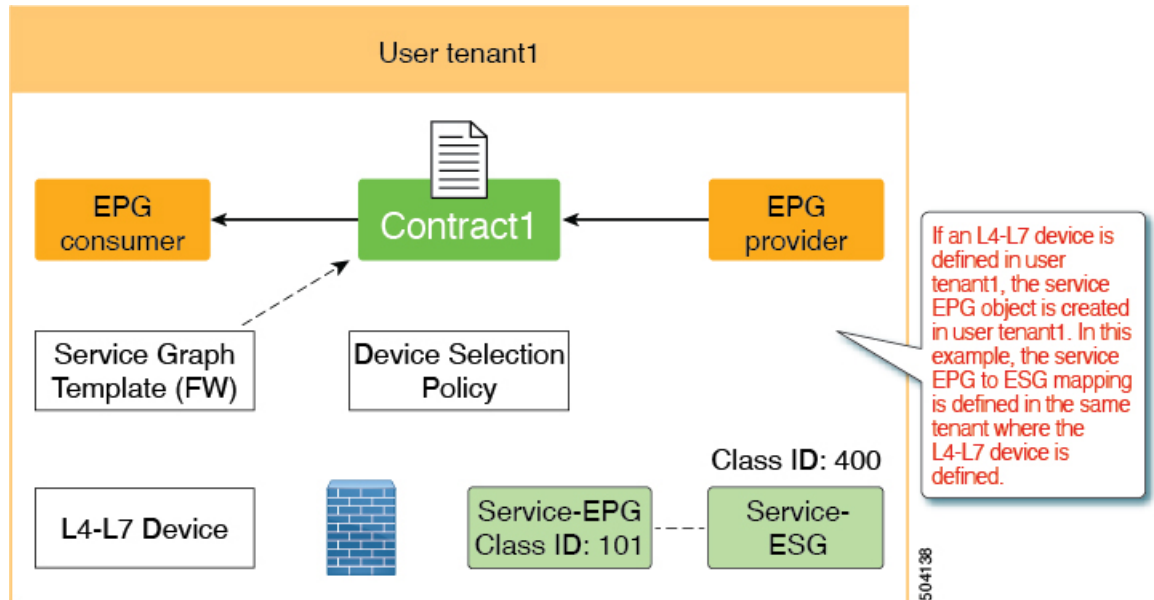 User tenant1
EPG
consumer
Contract1
EPG
provider
If an L4-L7 device is
defined in user
tenant1, the service
EPG object is created
in user tenant1. In this
example, the service
EPG to ESG mapping
is defined in the same
tenant where the
L4-L7 device is
defined.
Service Graph
Template (FW)
Device Selection
Policy
Class ID: 400
L4-L7 Device
Service-EPG
Class ID: 101
Service-
ESG
504138